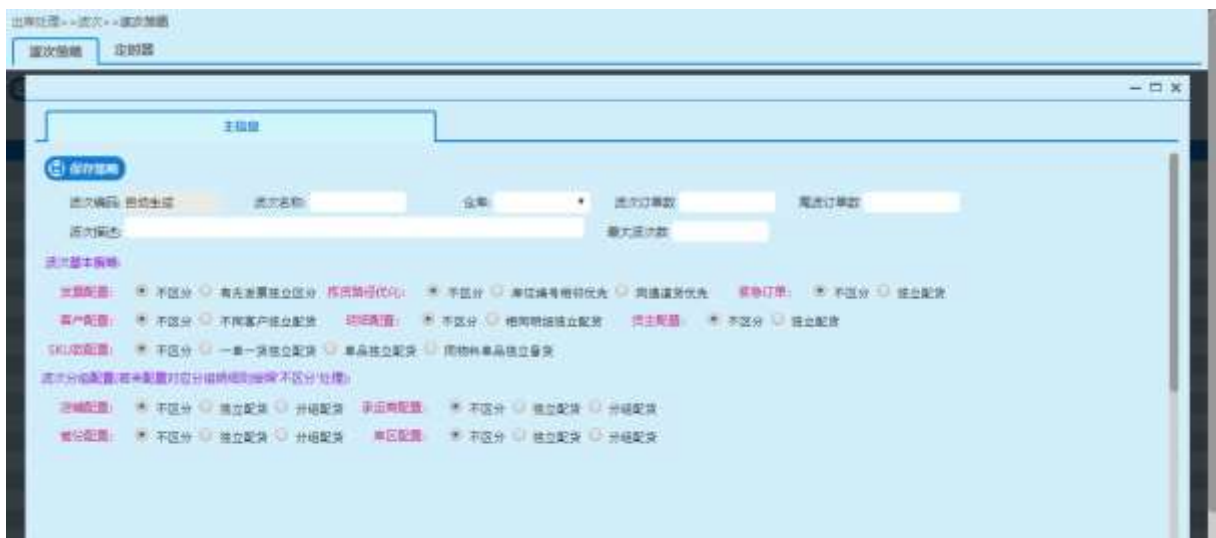 出库处理>>波次>>波次策略
波次策略 定时器
主信息
保存策略
波次编码: 自动生成 波次名称: 仓库: 波次订单数 尾波订单数
波次描述: 最大波次数
波次基本策略:
发票配置: 不区分 有无发票独立区分 拣货路径优化: 不区分 库位编号相邻优先 同通道货优先 紧急订单: 不区分 独立配货
客户配置: 不区分 不同客户独立配货 明细配置: 不区分 相同明细独立配货 货主配置: 不区分 独立配货
SKU数配置: 不区分 一单一货独立配货 单品独立配货 同物料单品独立备货
波次分组配置(若未配置对应分组明细则按照'不区分'处理):
店铺配置: 不区分 独立配货 分组配货 承运商配置: 不区分 独立配货 分组配货
省份配置: 不区分 独立配货 分组配货 库区配置: 不区分 独立配货 分组配货